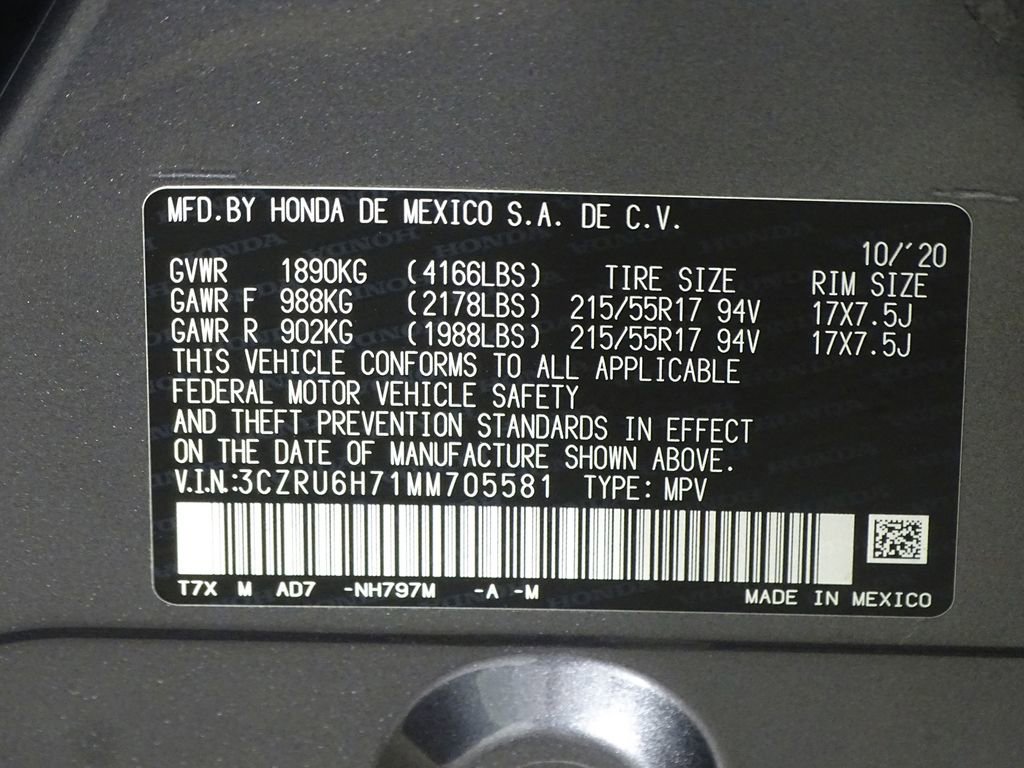 MFD.BY HONDA DE MEXICO S.A. DE C.V.
10/'20
GVWR 1890KG (4166LBS) TIRE SIZE RIM SIZE
GAWR F 988KG (2178LBS) 215/55R17 94V 17X7.5J
GAWR R 902KG (1988LBS) 215/55R17 94V 17X7.5J
THIS VEHICLE CONFORMS TO ALL APPLICABLE
FEDERAL MOTOR VEHICLE SAFETY
AND THEFT PREVENTION STANDARDS IN EFFECT
ON THE DATE OF MANUFACTURE SHOWN ABOVE.
V.I.N.:3CZRU6H71MM705581 TYPE: MPV
T7X M AD7 -NH797M -A -M
MADE IN MEXICO